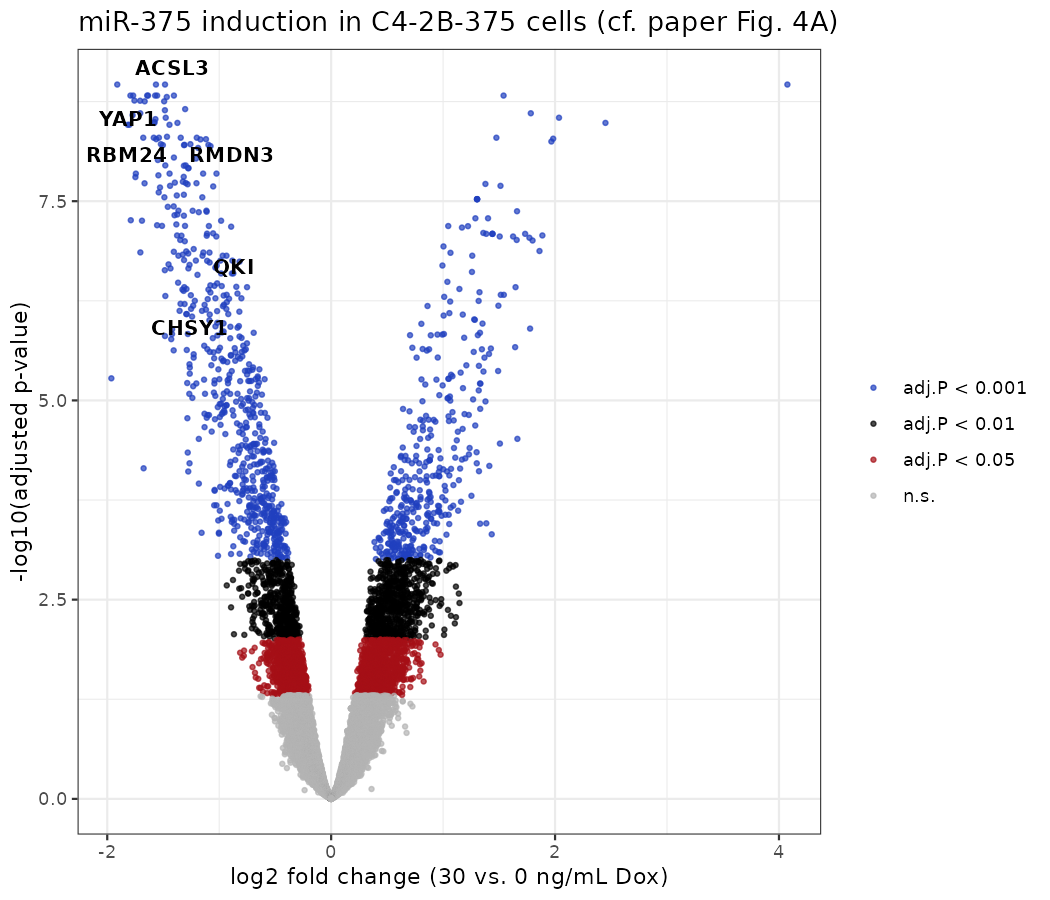 miR-375 induction in C4-2B-375 cells (cf. paper Fig. 4A)
ACSL3
YAP1
RBM24
RMDN3
QKI
CHSY1
7.5
5.0
2.5
0.0
-2
0
2
4
-log10(adjusted p-value)
log2 fold change (30 vs. 0 ng/mL Dox)
adj.P < 0.001
adj.P < 0.01
adj.P < 0.05
n.s.